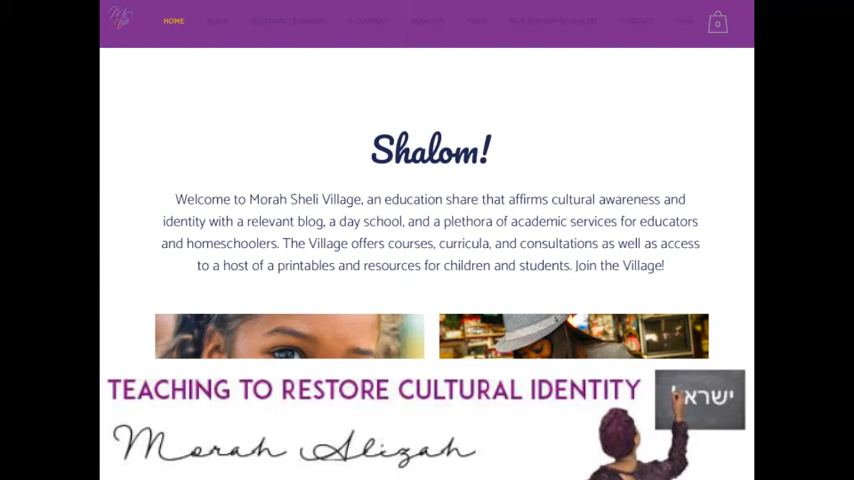 HOME
0
Shalom!
Welcome to Morah Sheli Village, an education share that affirms cultural awareness and
identity with a relevant blog, a day school, and a plethora of academic services for educators
and homeschoolers. The Village offers courses, curricula, and consultations as well as access
to a host of a printables and resources for children and students. Join the Village!
TEACHING TO RESTORE CULTURAL IDENTITY
ישראל
Morah Alizah